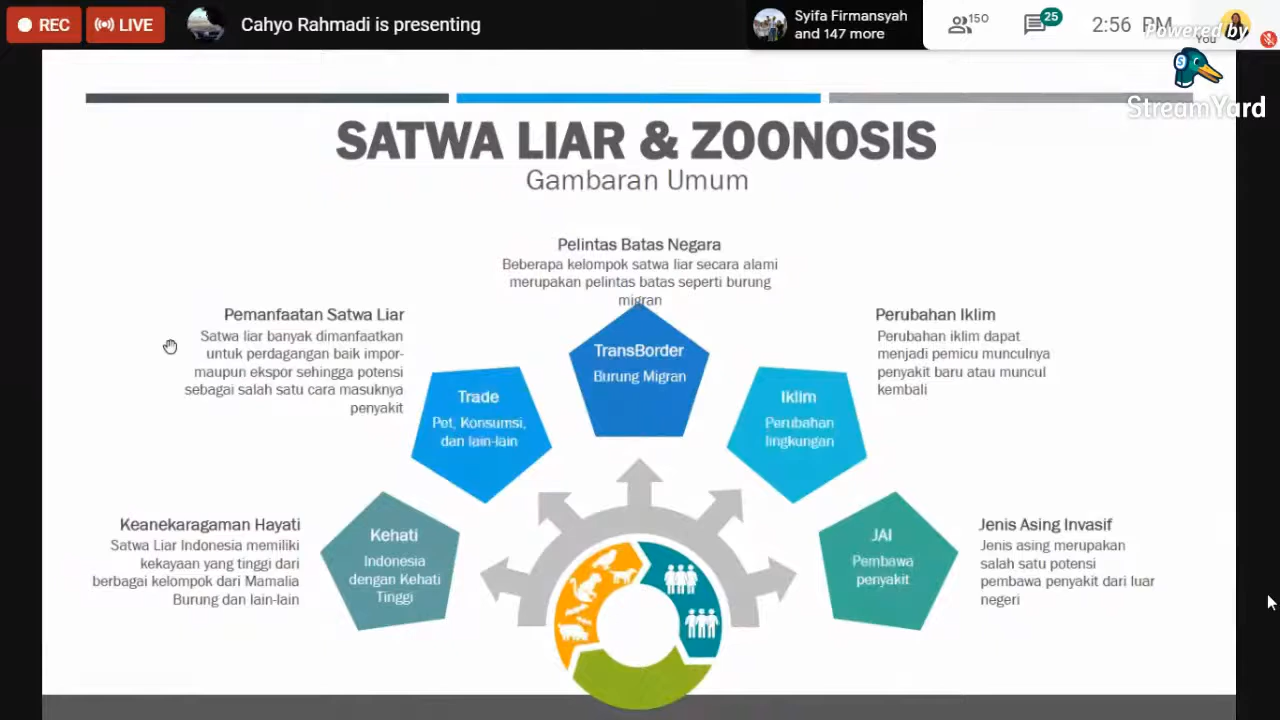 REC
LIVE
Cahyo Rahmadi is presenting
Syifa Firmansyah
and 147 more
150
25
2:56 PM
You
Powered by
StreamYard
SATWA LIAR & ZOONOSIS
Gambaran Umum
Pelintas Batas Negara
Beberapa kelompok satwa liar secara alami
merupakan pelintas batas seperti burung
migran
Pemanfaatan Satwa Liar
Satwa liar banyak dimanfaatkan
untuk perdagangan baik impor-
maupun ekspor sehingga potensi
sebagai salah satu cara masuknya
penyakit
Perubahan Iklim
Perubahan iklim dapat
menjadi pemicu munculnya
penyakit baru atau muncul
kembali
TransBorder
Burung Migran
Trade
Pet, Konsumsi,
dan lain-lain
Iklim
Perubahan
lingkungan
Keanekaragaman Hayati
Satwa Liar Indonesia memiliki
kekayaan yang tinggi dari
berbagai kelompok dari Mamalia
Burung dan lain-lain
Kehati
Indonesia
dengan Kehati
Tinggi
JAI
Pembawa
penyakit
Jenis Asing Invasif
Jenis asing merupakan
salah satu potensi
pembawa penyakit dari luar
negeri